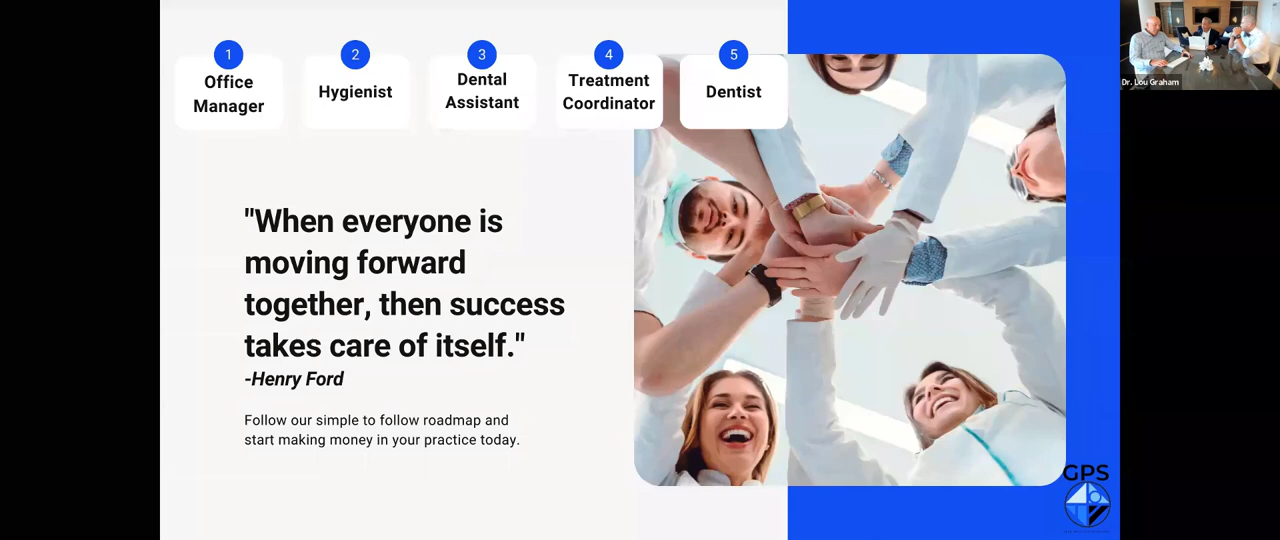 1
Office
Manager
2
Hygienist
3
Dental
Assistant
4
Treatment
Coordinator
5
Dentist
Dr. Lou Graham
"When everyone is
moving forward
together, then success
takes care of itself."
-Henry Ford
Follow our simple to follow roadmap and
start making money in your practice today.
GPS